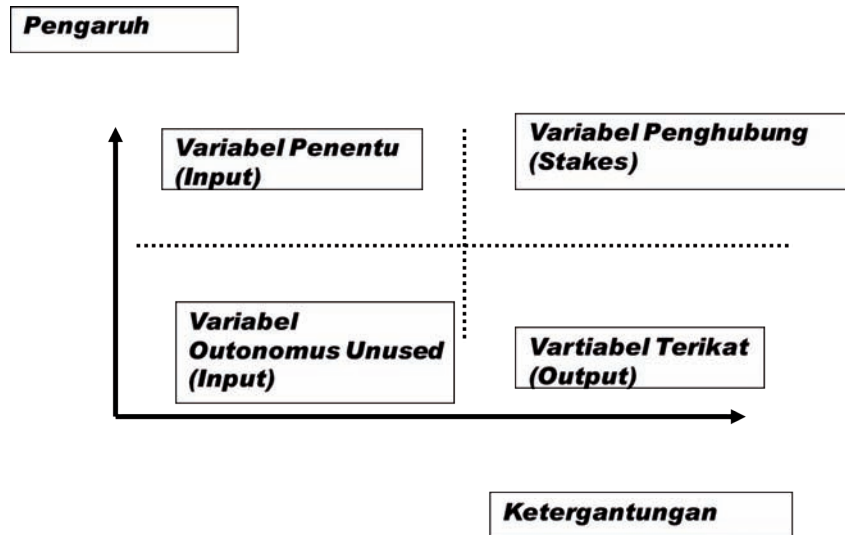 Pengaruh
Variabel Penentu
(Input)
Variabel Penghubung
(Stakes)
Variabel
Outonomus Unused
(Input)
Vartiabel Terikat
(Output)
Ketergantungan